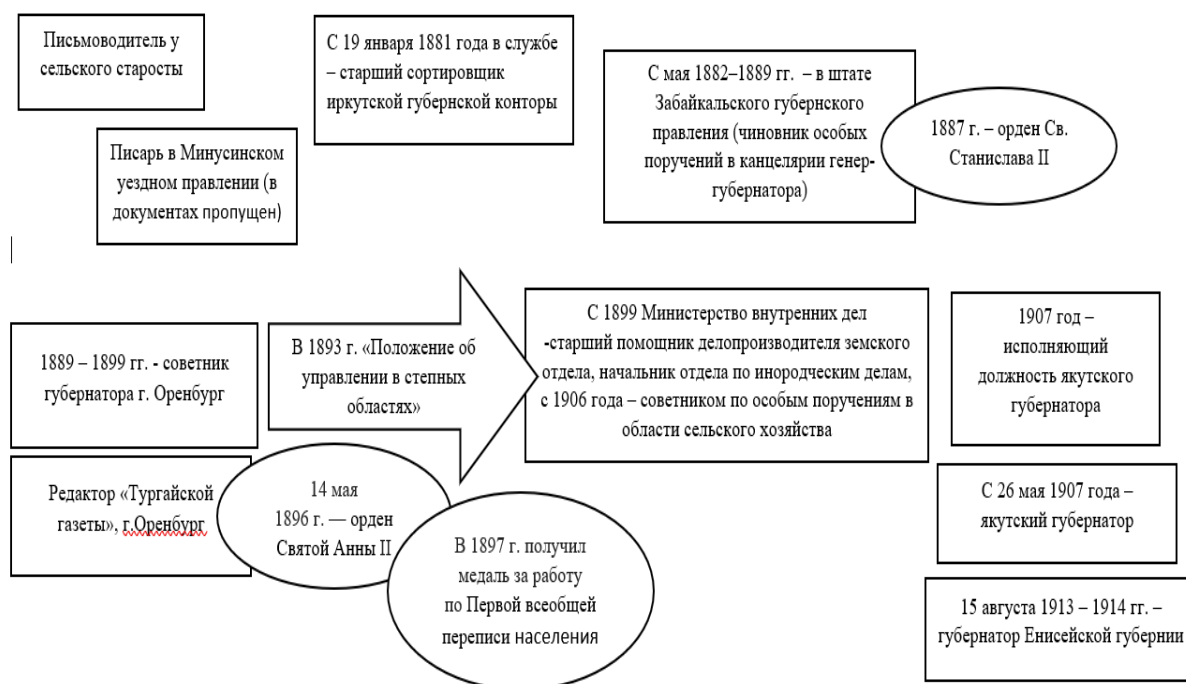 Письмоводитель у
сельского старосты
Писарь в Минусинском
уездном правлении (в
документах пропущен)
С 19 января 1881 года в службе
– старший сортировщик
иркутской губернской конторы
С мая 1882–1889 гг. – в штате
Забайкальского губернского
правления (чиновник особых
поручений в канцелярии генер-
губернатора)
1887 г. – орден Св.
Станислава II
1889 – 1899 гг. - советник
губернатора г. Оренбург
В 1893 г. «Положение об
управлении в степных
областях»
С 1899 Министерство внутренних дел
-старший помощник делопроизводителя земского
отдела, начальник отдела по инородческим делам,
с 1906 года – советником по особым поручениям в
области сельского хозяйства
1907 год –
исполняющий
должность якутского
губернатора
Редактор «Тургайской
газеты», г.Оренбург
14 мая
1896 г. — орден
Святой Анны II
В 1897 г. получил
медаль за работу
по Первой всеобщей
переписи населения
С 26 мая 1907 года –
якутский губернатор
15 августа 1913 – 1914 гг. –
губернатор Енисейской губернии